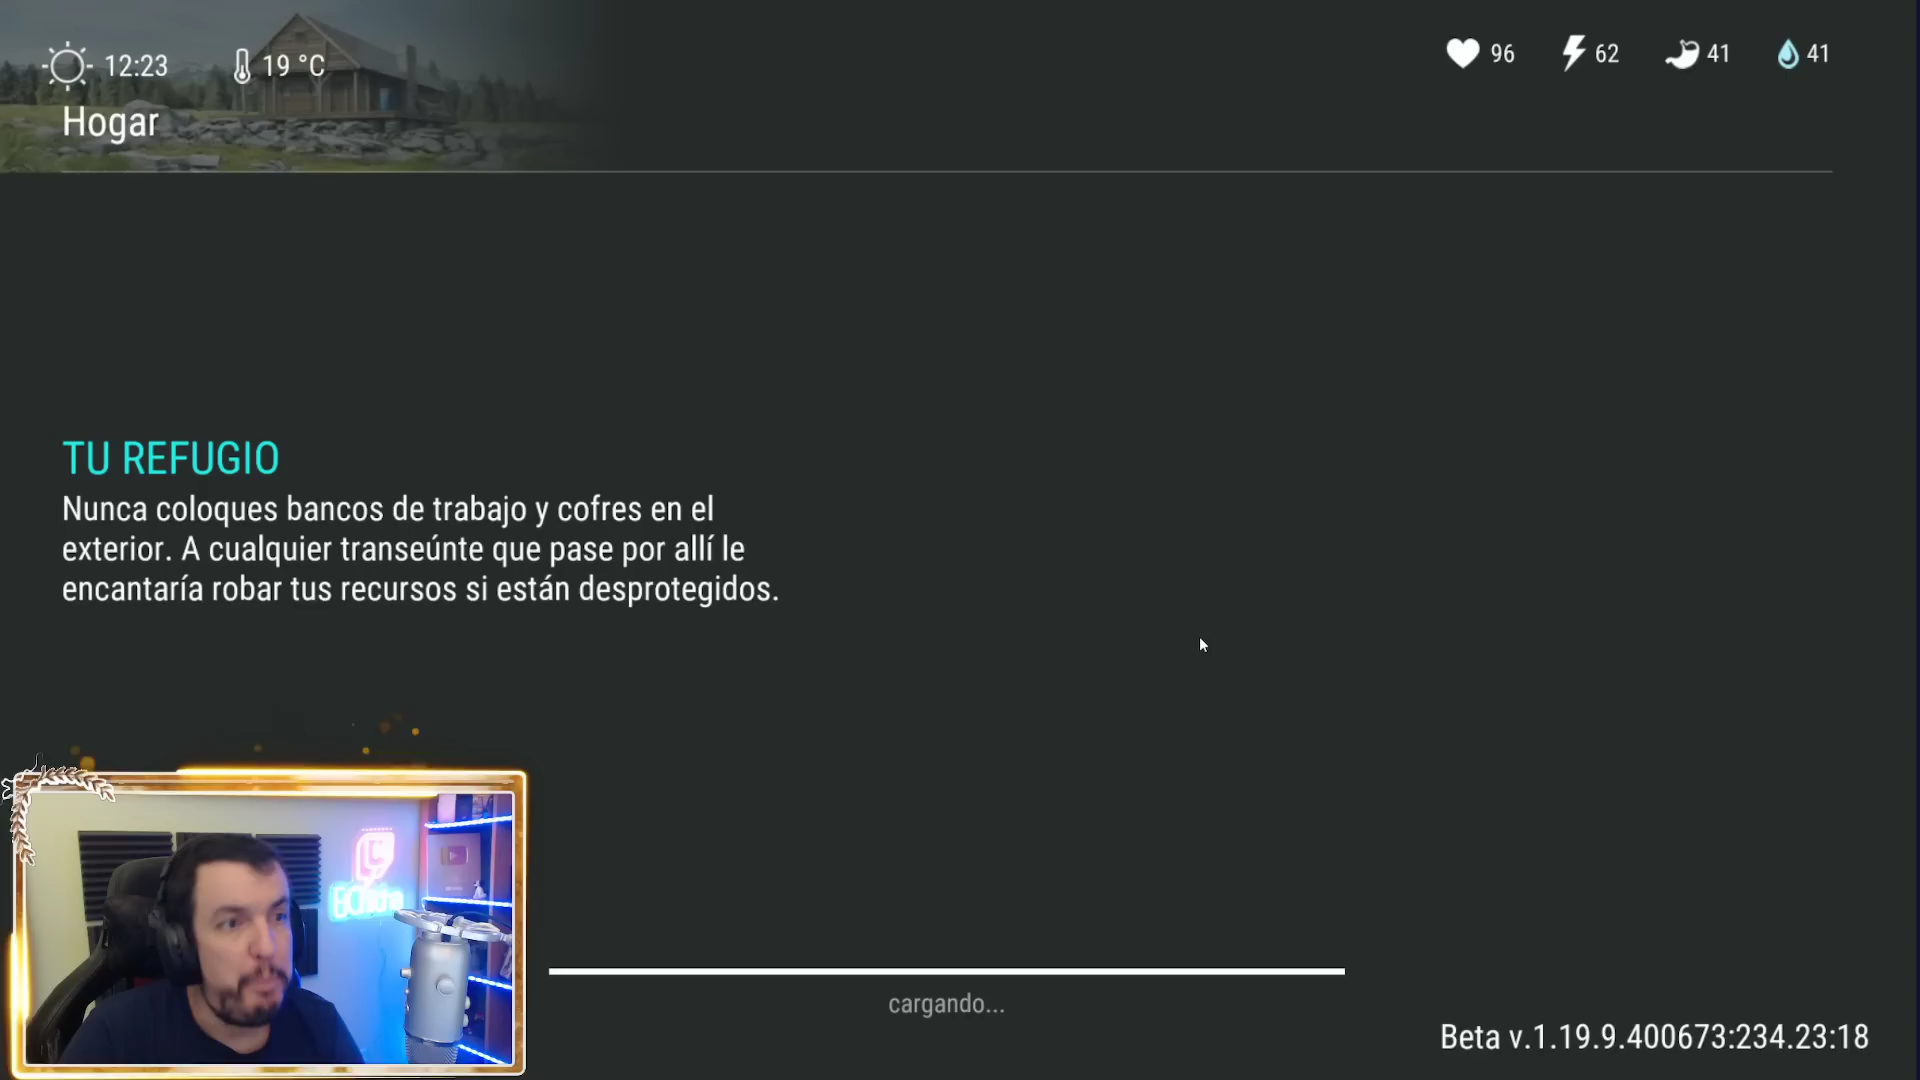 12:23
19 °C
96
62
41
41
Hogar
TU REFUGIO
Nunca coloques bancos de trabajo y cofres en el
exterior. A cualquier transeúnte que pase por allí le
encantaría robar tus recursos si están desprotegidos.
cargando...
Beta v.1.19.9.400673:234.23:18